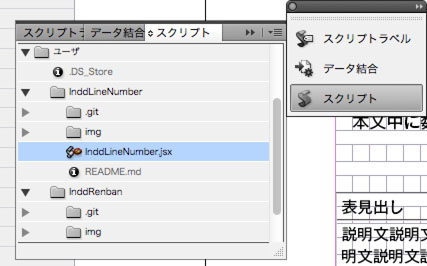 スクリプトラ
データ結合
スクリプト
ユーザ
.DS_Store
InddLineNumber
.git
img
InddLineNumber.jsx
README.md
InddRenban
.git
img
スクリプトラベル
データ結合
スクリプト
本文中に
表見出し
説明文説明文
明文説明文説